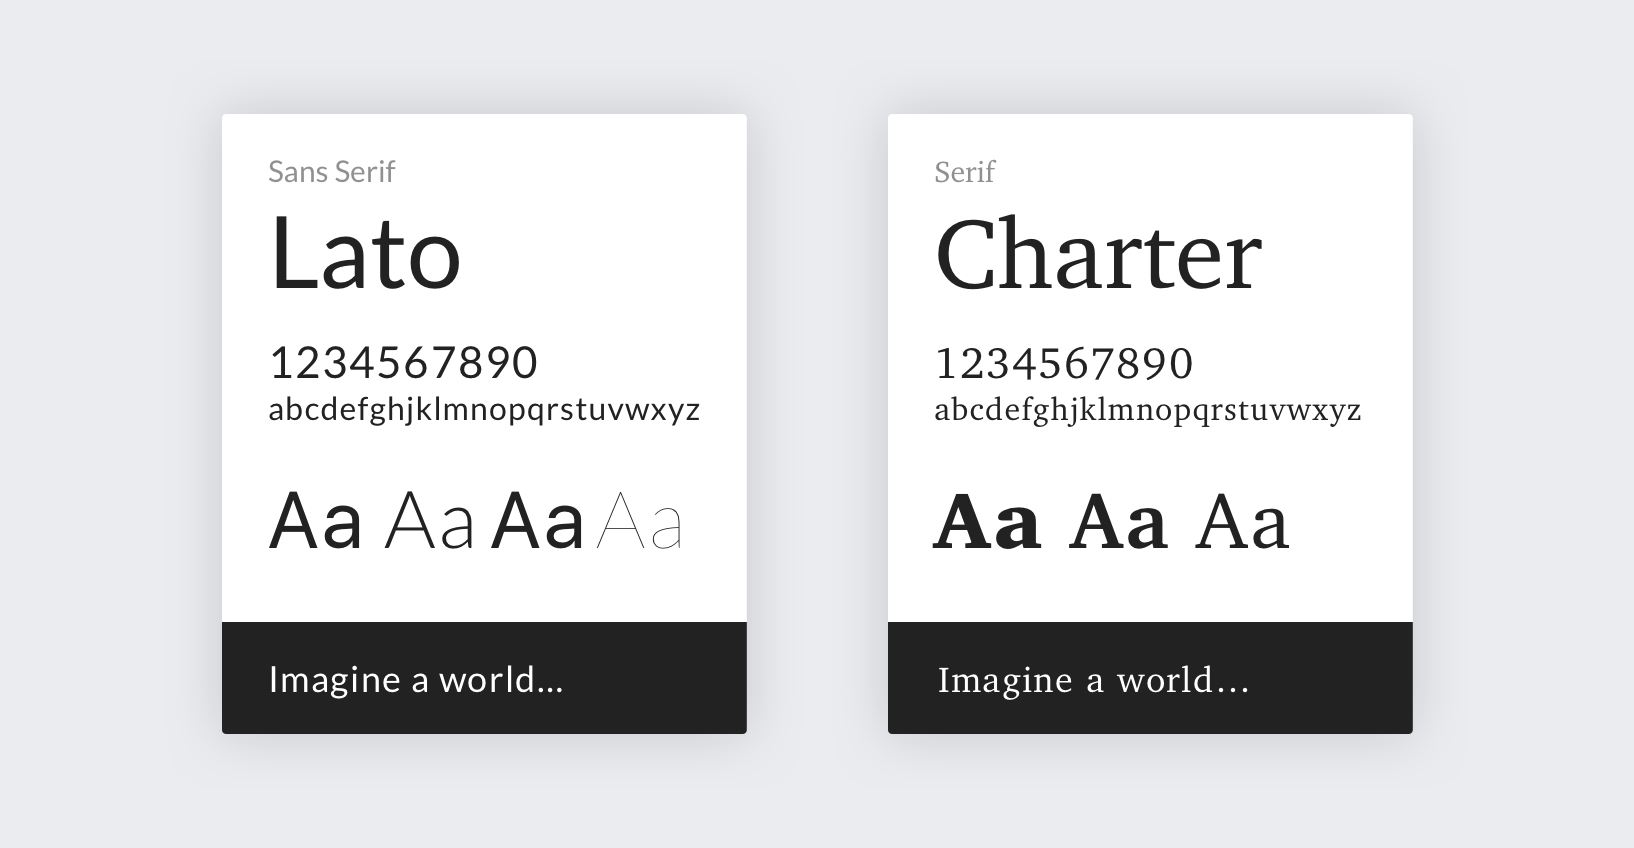 Sans Serif
Lato
1234567890
abcdefghjklmnopqrstuvwxyz
Aa Aa Aa Aa
Imagine a world...
Serif
Charter
1234567890
abcdefghjklmnopqrstuvwxyz
Aa Aa Aa
Imagine a world...